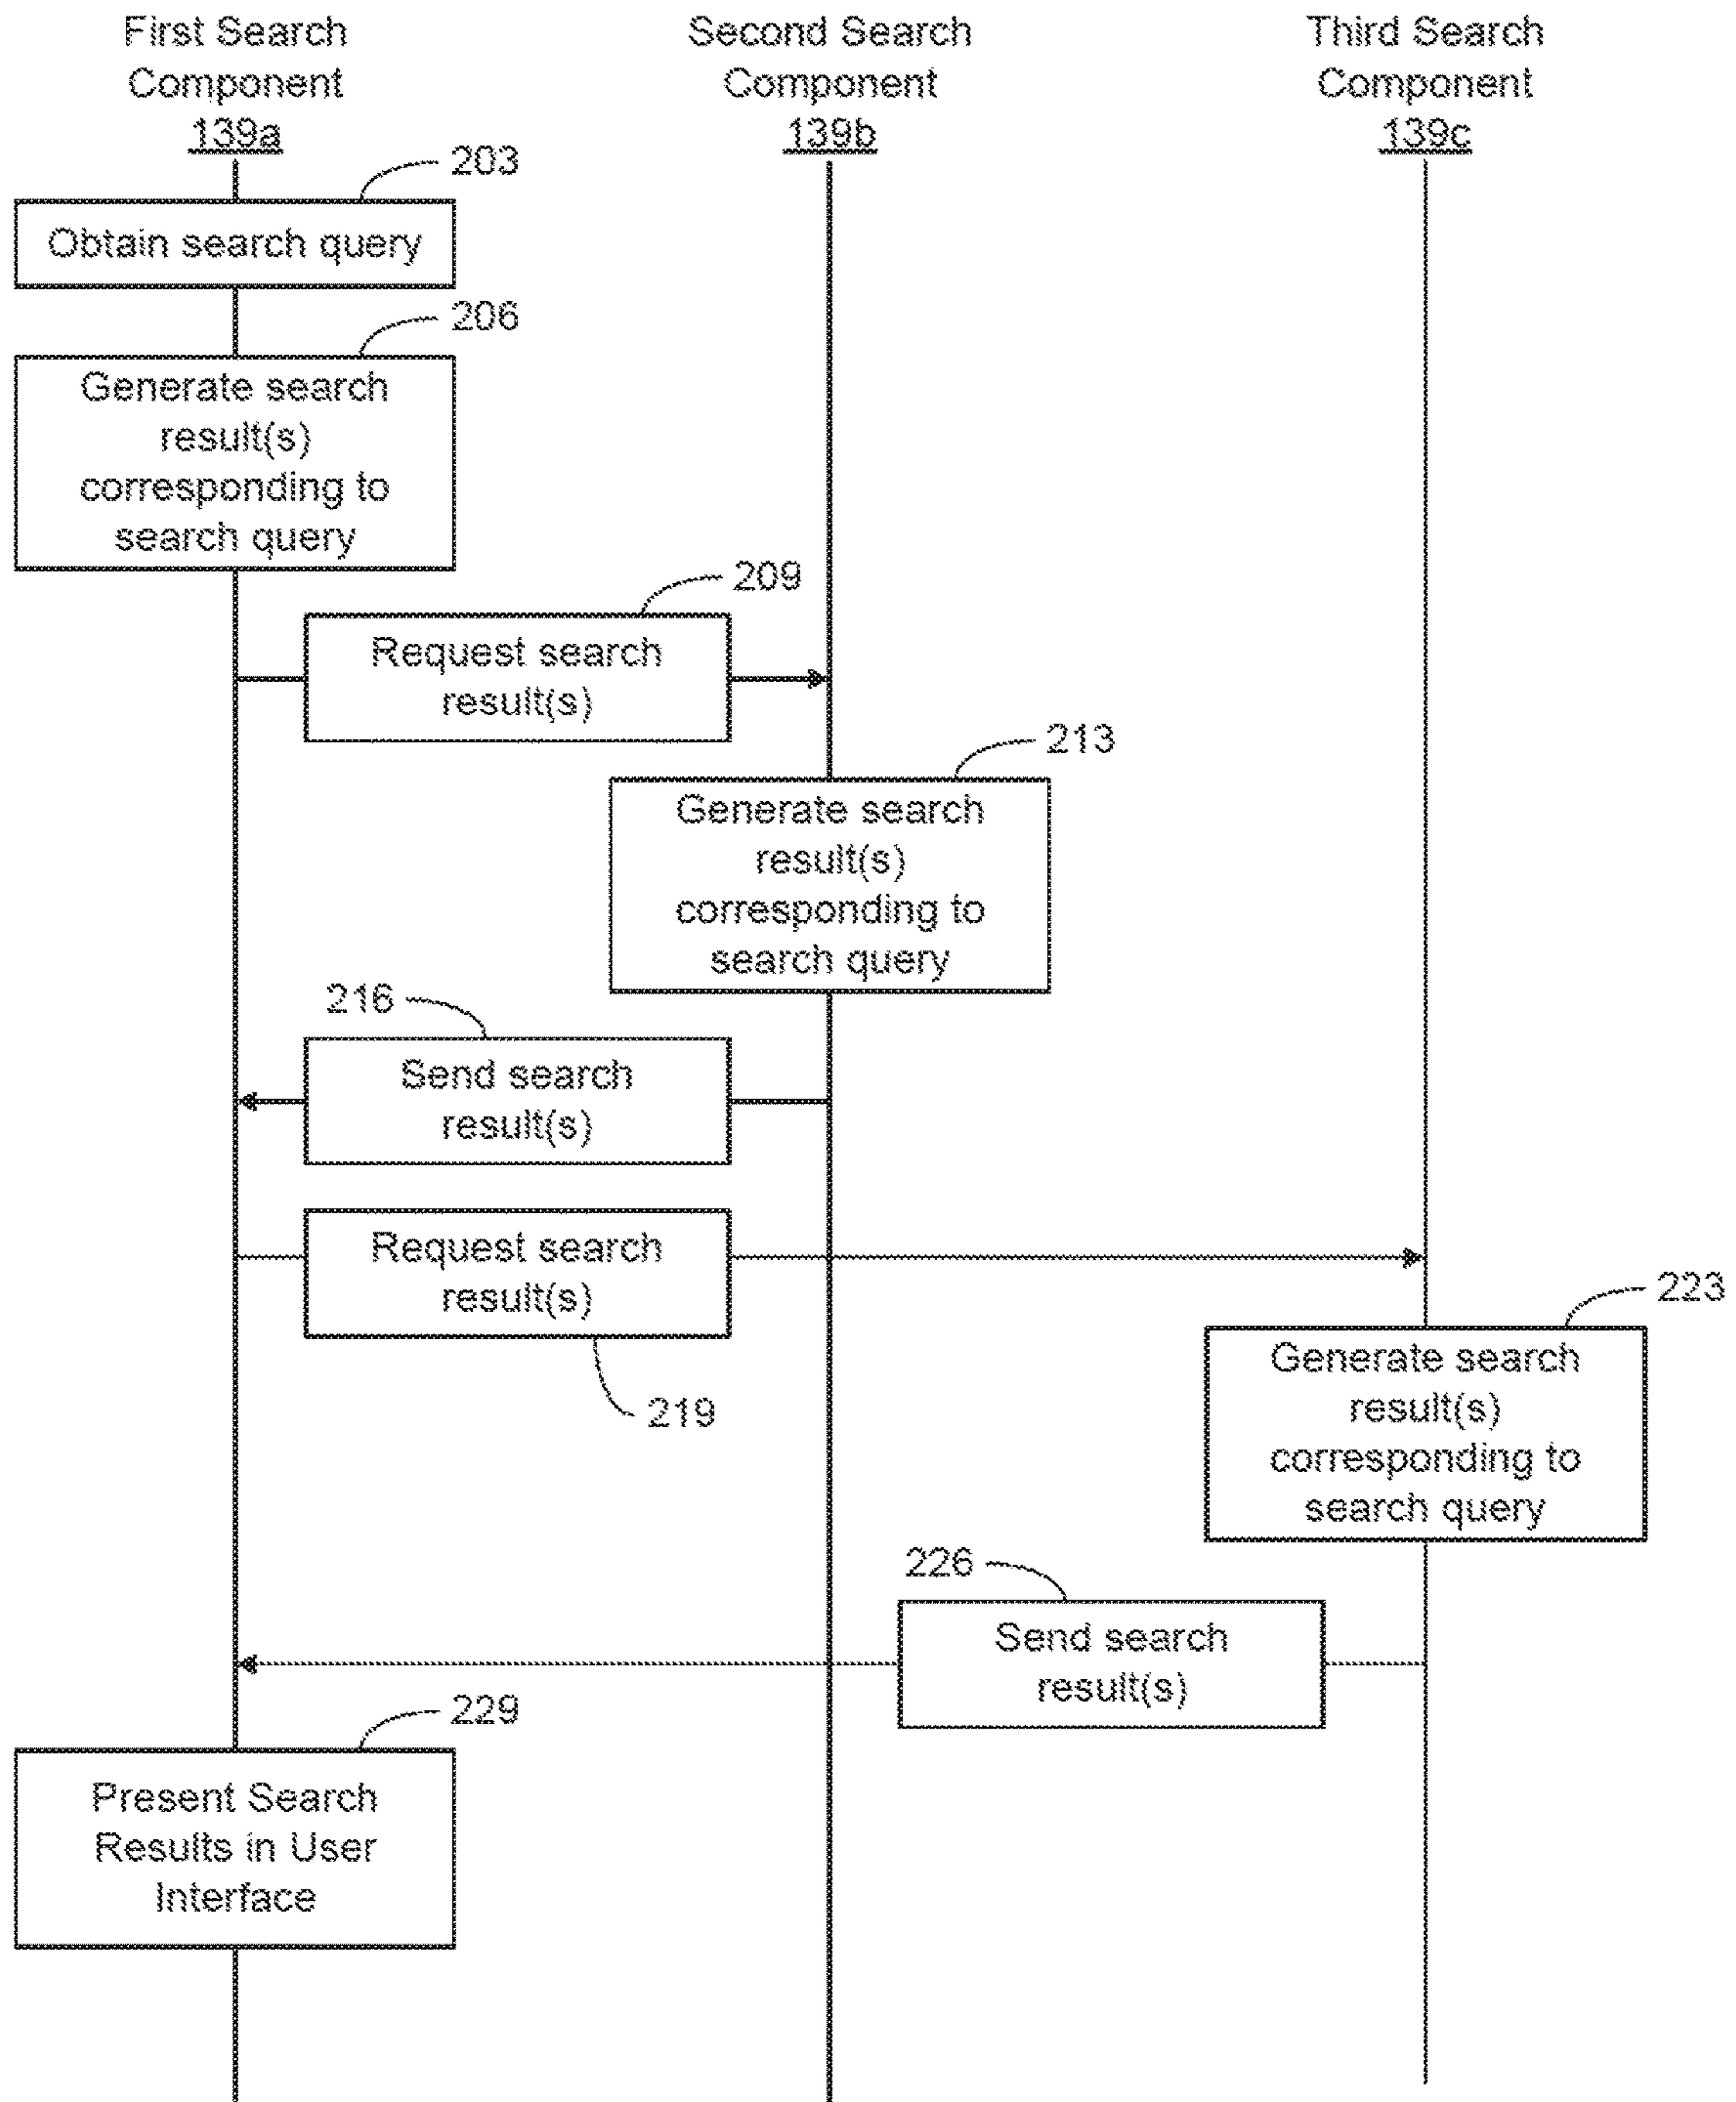 First Search
Component
139a
Second Search
Component
139b
Third Search
Component
139c
203
Obtain search query
206
Generate search
result(s)
corresponding to
search query
209
Request search
result(s)
213
Generate search
result(s)
corresponding to
search query
216
Send search
result(s)
Request search
result(s)
219
223
Generate search
result(s)
corresponding to
search query
226
Send search
result(s)
229
Present Search
Results in User
Interface